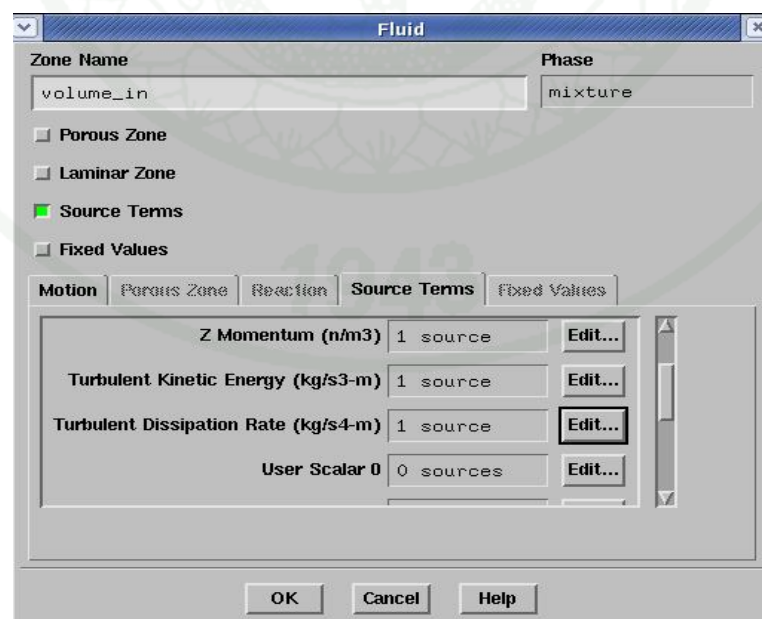 Fluid
Zone Name
Phase
volume_in
mixture
Porous Zone
Laminar Zone
Source Terms
Fixed Values
1943
Motion Porous Zone Reaction Source Terms Fixed Values
Z Momentum (n/m3) 1 source Edit...
Turbulent Kinetic Energy (kg/s3-m) 1 source Edit...
Turbulent Dissipation Rate (kg/s4-m) 1 source Edit...
User Scalar 0 0 sources Edit...
OK Cancel Help